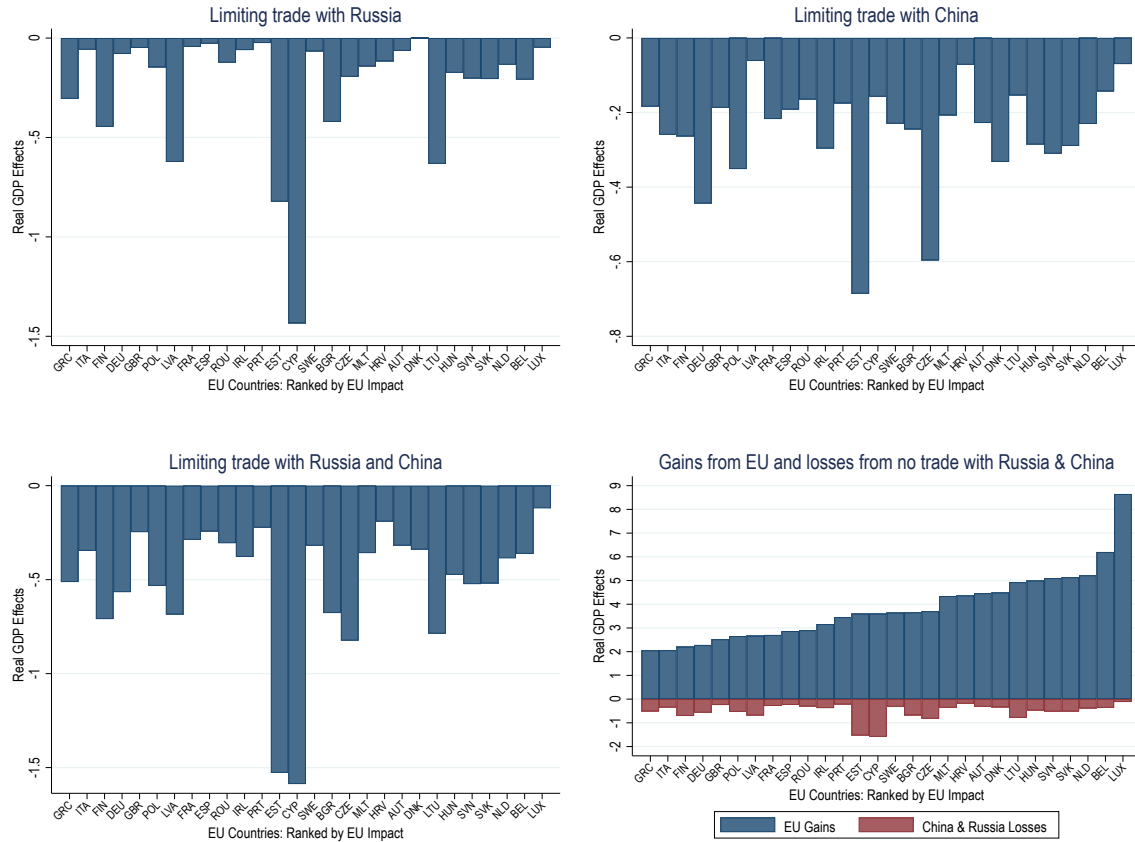 Limiting trade with Russia
Real GDP Effects
0
-.5
-1
-1.5
GRC ITA FIN DEU GBR POL LVA FRA ESP ROU IRL PRT EST CYP SWE BGR CZE MLT HRV AUT DNK LTU HUN SVN SVK NLD BEL LUX
EU Countries: Ranked by EU Impact
Limiting trade with China
Real GDP Effects
0
-.2
-.4
-.6
-.8
GRC ITA FIN DEU GBR POL LVA FRA ESP ROU IRL PRT EST CYP SWE BGR CZE MLT HRV AUT DNK LTU HUN SVN SVK NLD BEL LUX
EU Countries: Ranked by EU Impact
Limiting trade with Russia and China
Real GDP Effects
0
-.5
-1
-1.5
GRC ITA FIN DEU GBR POL LVA FRA ESP ROU IRL PRT EST CYP SWE BGR CZE MLT HRV AUT DNK LTU HUN SVN SVK NLD BEL LUX
EU Countries: Ranked by EU Impact
Gains from EU and losses from no trade with Russia & China
Real GDP Effects
9
8
7
6
5
4
3
2
1
0
-1
-2
GRC ITA FIN DEU GBR POL LVA FRA ESP ROU IRL PRT EST CYP SWE BGR CZE MLT HRV AUT DNK LTU HUN SVN SVK NLD BEL LUX
EU Countries: Ranked by EU Impact
EU Gains China & Russia Losses